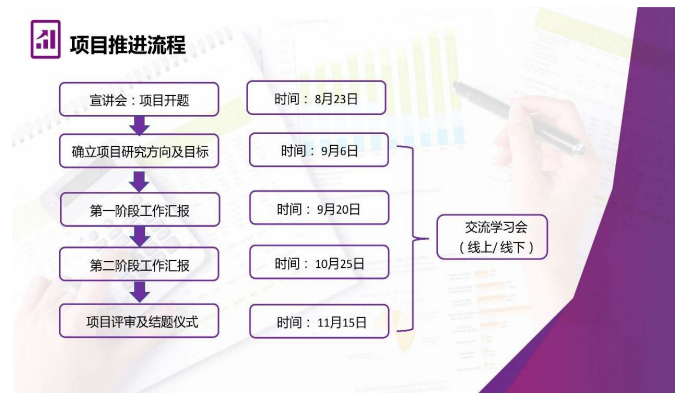 项目推进流程
宣讲会：项目开题
时间： 8月23日
确立项目研究方向及目标
时间： 9月6日
第一阶段工作汇报
时间： 9月20日
交流学习会
（线上/ 线下 ）
第二阶段工作汇报
时间： 10月25日
项目评审及结题仪式
时间： 11月15日